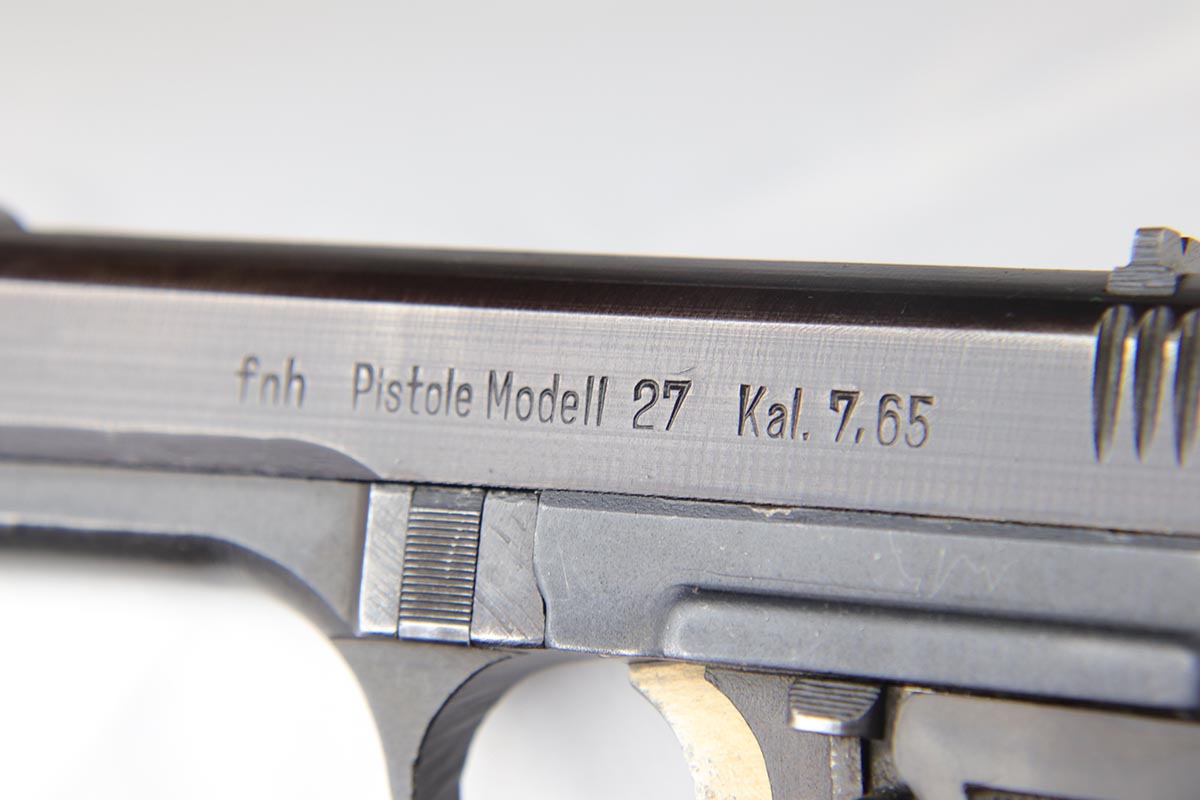 fnh Pistole Modell 27 Kal. 7,65